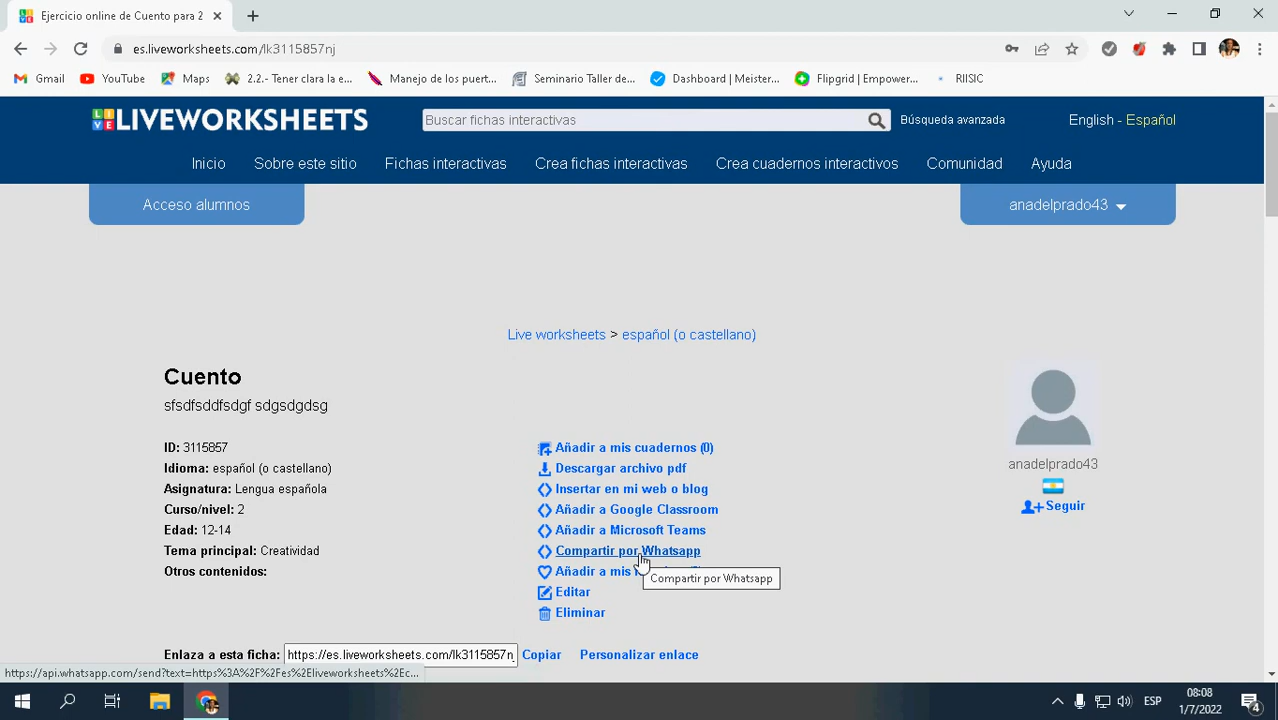 Ejercicio online de Cuento para 2
es.liveworksheets.com/lk3115857nj
Gmail YouTube Maps 2.2.- Tener clara la e... Manejo de los puert... Seminario Taller de... Dashboard | Meister... Flipgrid | Empower... RIISIC
LIVE LIVEWORKSHEETS Buscar fichas interactivas Búsqueda avanzada English - Español
Inicio Sobre este sitio Fichas interactivas Crea fichas interactivas Crea cuadernos interactivos Comunidad Ayuda
Acceso alumnos anadelprado43
Live worksheets > español (o castellano)
Cuento
sfsdfsddfsdgf sdgsdgdsg
ID: 3115857
Idioma: español (o castellano)
Asignatura: Lengua española
Curso/nivel: 2
Edad: 12-14
Tema principal: Creatividad
Otros contenidos:
Añadir a mis cuadernos (0)
Descargar archivo pdf
Insertar en mi web o blog
Añadir a Google Classroom
Añadir a Microsoft Teams
Compartir por Whatsapp
Añadir a mis
Compartir por Whatsapp
Editar
Eliminar
anadelprado43
Seguir
Enlaza a esta ficha: https://es.liveworksheets.com/lk3115857nj Copiar Personalizar enlace
https://api.whatsapp.com/send?text=https%3A%2F%2Fes%2Eliveworksheets%2Ec...
ESP
08:08
1/7/2022
4